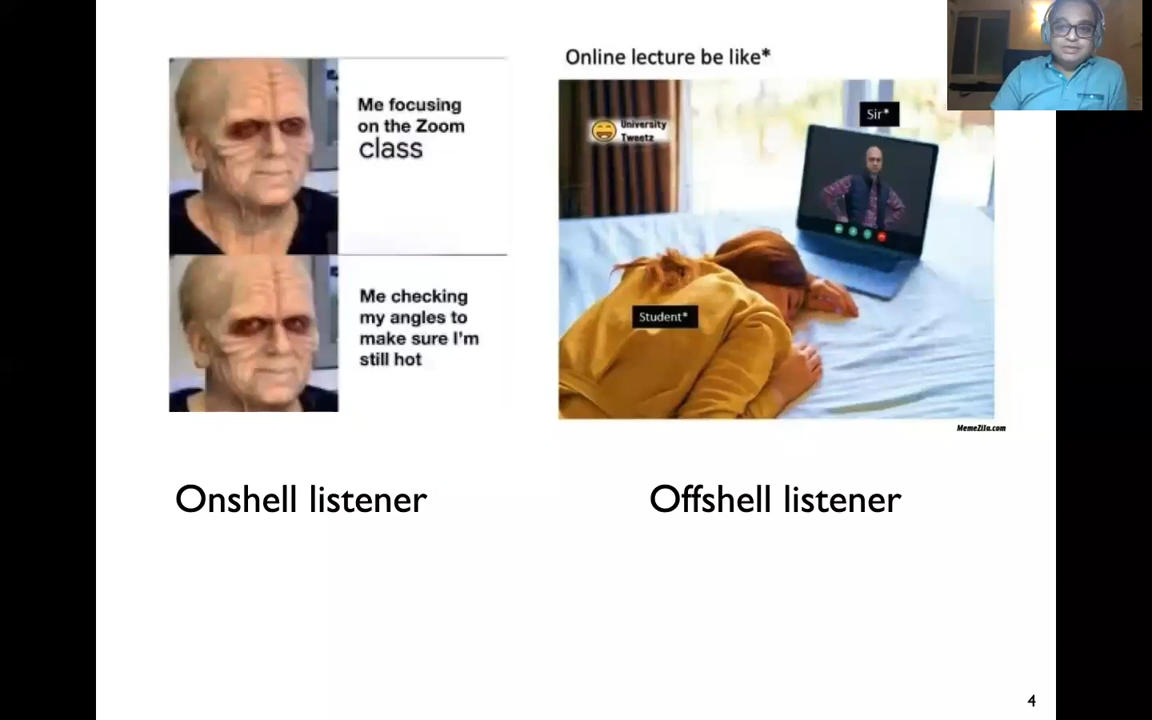 Me focusing
on the Zoom
class
Me checking
my angles to
make sure I'm
still hot
Online lecture be like*
Sir*
University
Tweetz
Student*
MemeZila.com
Onshell listener
Offshell listener
4